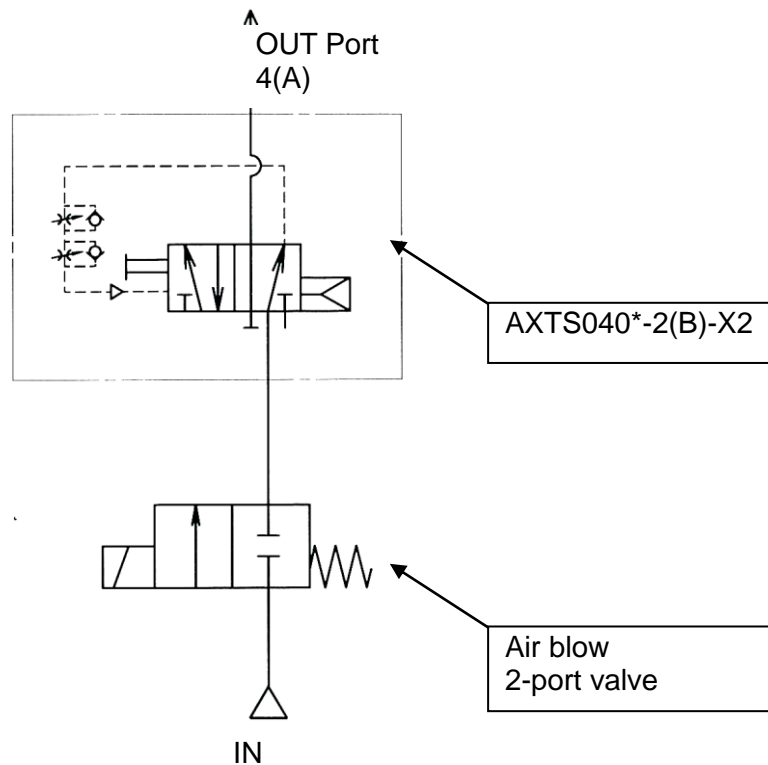 OUT Port
4(A)
AXTS040*-2(B)-X2
Air blow
2-port valve
IN